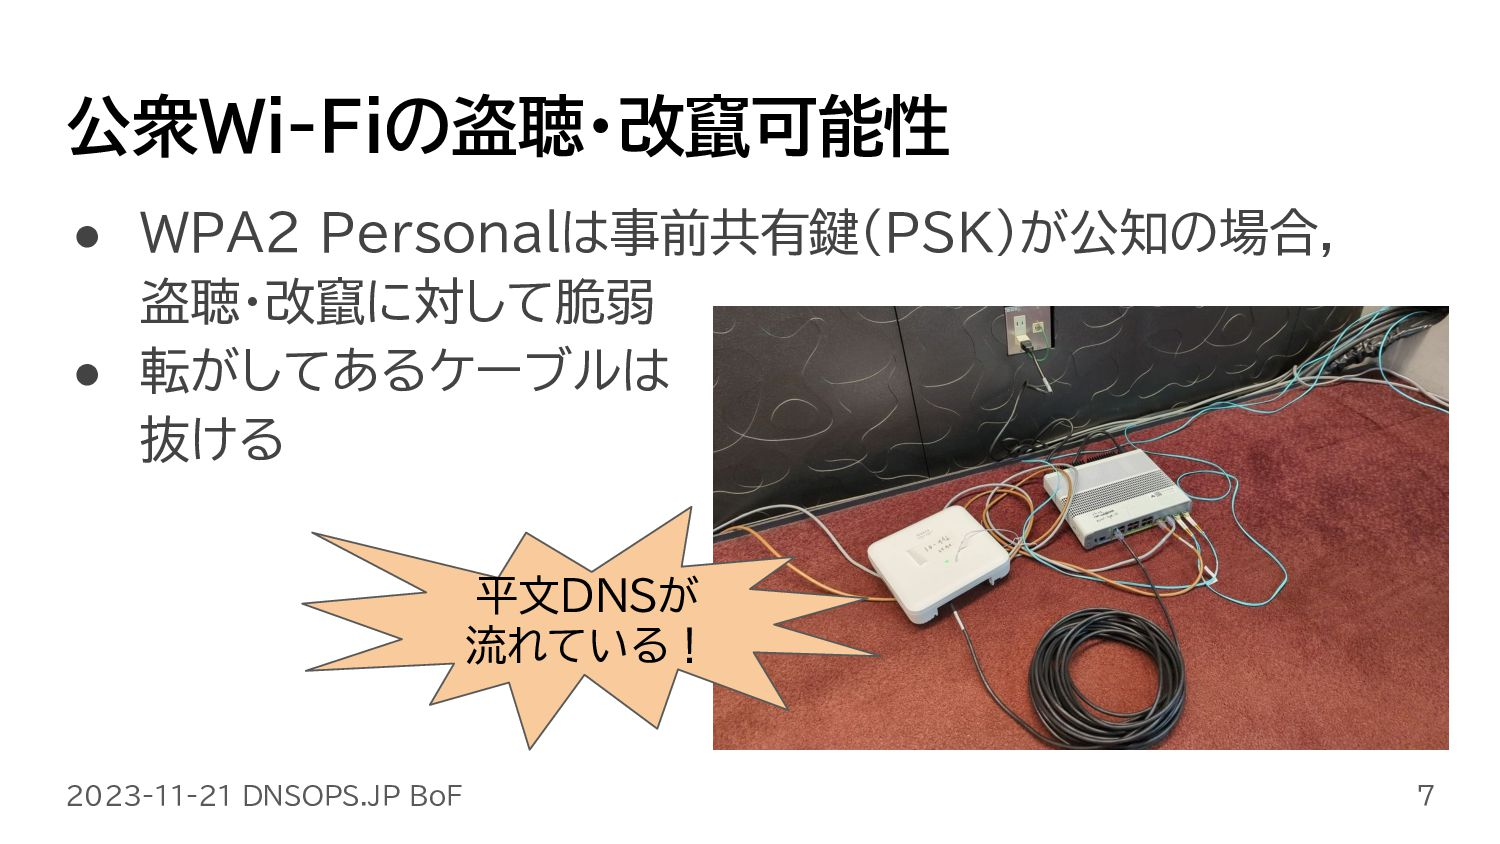 公衆Wi-Fiの盗聴・改竄可能性
● WPA2 Personalは事前共有鍵(PSK)が公知の場合,
盗聴・改竄に対して脆弱
● 転がしてあるケーブルは
抜ける
平文DNSが
流れている！
2023-11-21 DNSOPS.JP BoF
7